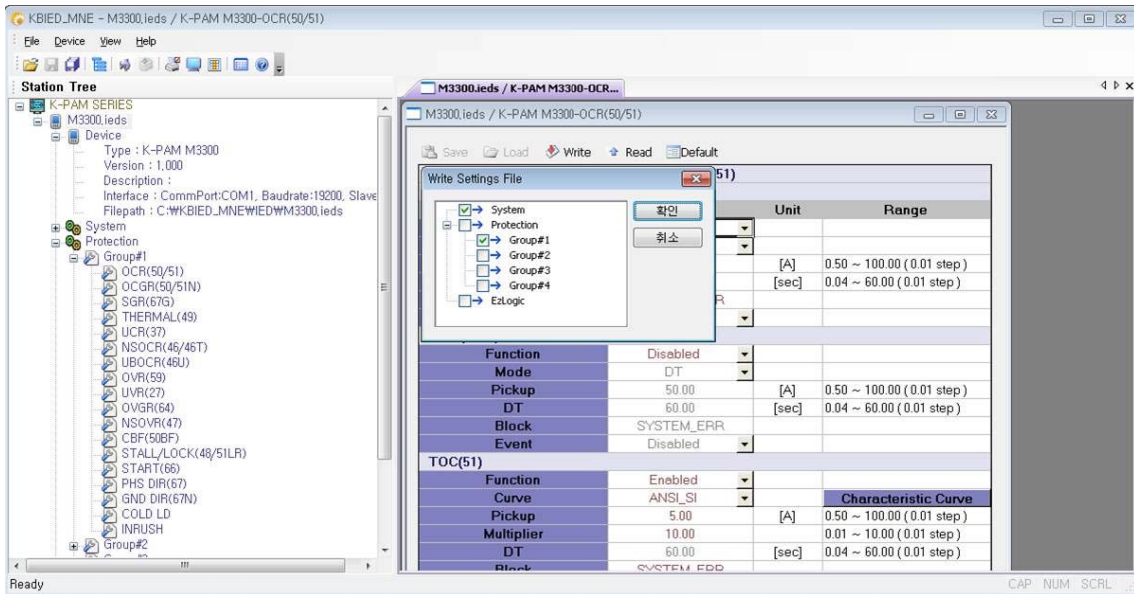 KBIED_MNE - M3300.ieds / K-PAM M3300-OCR(50/51)
File Device View Help
Station Tree
K-PAM SERIES
M3300.ieds
Device
Type : K-PAM M3300
Version : 1.000
Description :
Interface : CommPort:COM1, Baudrate:19200, Slave
Filepath : C:₩KBIED_MNE₩IED₩M3300.ieds
System
Protection
Group#1
OCR(50/51)
OCGR(50/51N)
SGR(67G)
THERMAL(49)
UCR(37)
NSOCR(46/46T)
UBOCR(46U)
OVR(59)
UVR(27)
OVGR(64)
NSOVR(47)
CBF(50BF)
STALL/LOCK(48/51LR)
START(66)
PHS DIR(67)
GND DIR(67N)
COLD LD
INRUSH
Group#2
M3300.ieds / K-PAM M3300-OCR...
M3300.ieds / K-PAM M3300-OCR(50/51)
Save Load Write Read Default
51)
Unit Range
[A] 0.50 ~ 100.00 ( 0.01 step )
[sec] 0.04 ~ 60.00 ( 0.01 step )
Write Settings File
System
Protection
Group#1
Group#2
Group#3
Group#4
EzLogic
확인
취소
Function Disabled
Mode DT
Pickup 50.00 [A] 0.50 ~ 100.00 ( 0.01 step )
DT 60.00 [sec] 0.04 ~ 60.00 ( 0.01 step )
Block SYSTEM_ERR
Event Disabled
TOC(51)
Function Enabled
Curve ANSI_SI Characteristic Curve
Pickup 5.00 [A] 0.50 ~ 100.00 ( 0.01 step )
Multiplier 10.00 0.01 ~ 10.00 ( 0.01 step )
DT 60.00 [sec] 0.04 ~ 60.00 ( 0.01 step )
Block SYSTEM_ERR
Ready CAP NUM SCRL